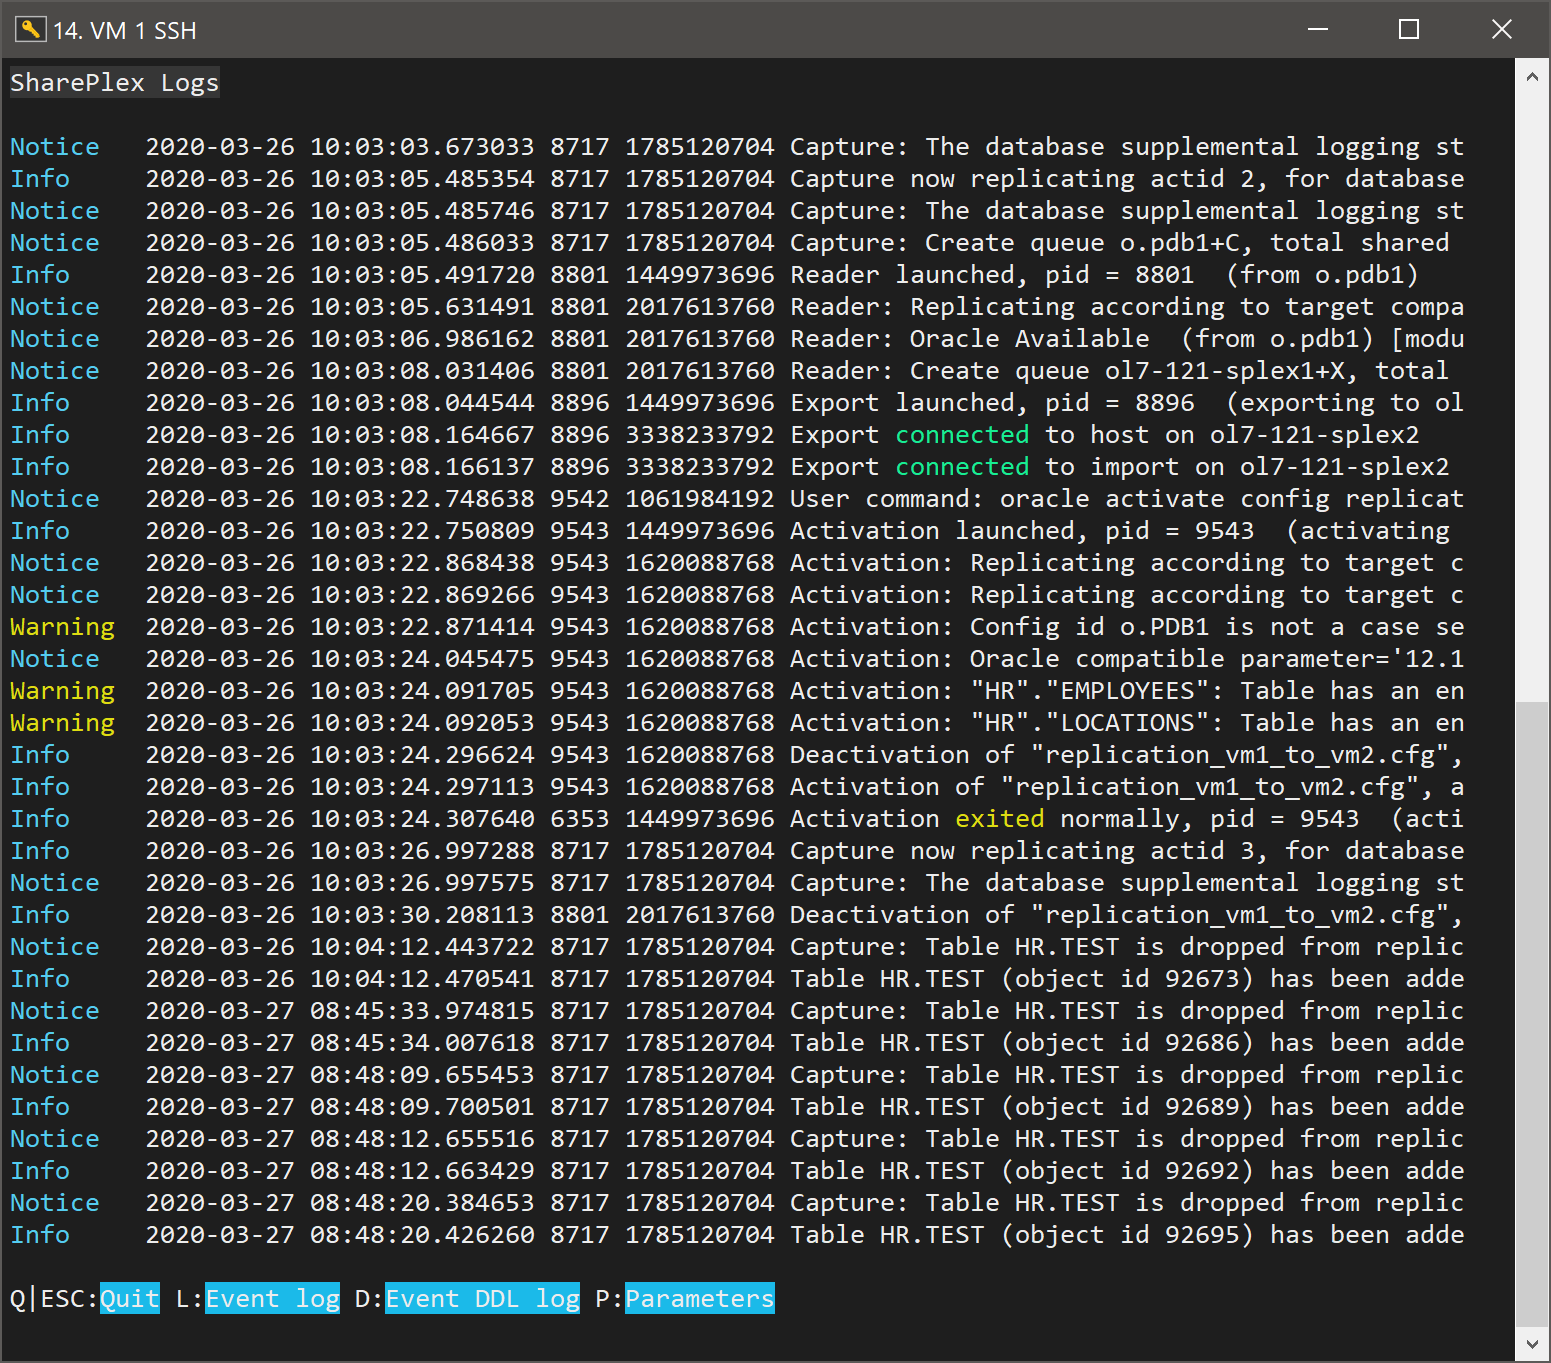 14. VM 1 SSH
SharePlex Logs
Notice 2020-03-26 10:03:03.673033 8717 1785120704 Capture: The database supplemental logging st
Info 2020-03-26 10:03:05.485354 8717 1785120704 Capture now replicating actid 2, for database
Notice 2020-03-26 10:03:05.485746 8717 1785120704 Capture: The database supplemental logging st
Notice 2020-03-26 10:03:05.486033 8717 1785120704 Capture: Create queue o.pdb1+C, total shared
Info 2020-03-26 10:03:05.491720 8801 1449973696 Reader launched, pid = 8801  (from o.pdb1)
Notice 2020-03-26 10:03:05.631491 8801 2017613760 Reader: Replicating according to target compa
Notice 2020-03-26 10:03:06.986162 8801 2017613760 Reader: Oracle Available  (from o.pdb1) [modu
Notice 2020-03-26 10:03:08.031406 8801 2017613760 Reader: Create queue ol7-121-splex1+X, total
Info 2020-03-26 10:03:08.044544 8896 1449973696 Export launched, pid = 8896  (exporting to ol
Info 2020-03-26 10:03:08.164667 8896 3338233792 Export connected to host on ol7-121-splex2
Info 2020-03-26 10:03:08.166137 8896 3338233792 Export connected to import on ol7-121-splex2
Notice 2020-03-26 10:03:22.748638 9542 1061984192 User command: oracle activate config replicat
Info 2020-03-26 10:03:22.750809 9543 1449973696 Activation launched, pid = 9543  (activating
Notice 2020-03-26 10:03:22.868438 9543 1620088768 Activation: Replicating according to target c
Notice 2020-03-26 10:03:22.869266 9543 1620088768 Activation: Replicating according to target c
Warning 2020-03-26 10:03:22.871414 9543 1620088768 Activation: Config id o.PDB1 is not a case se
Notice 2020-03-26 10:03:24.045475 9543 1620088768 Activation: Oracle compatible parameter='12.1
Warning 2020-03-26 10:03:24.091705 9543 1620088768 Activation: "HR"."EMPLOYEES": Table has an en
Warning 2020-03-26 10:03:24.092053 9543 1620088768 Activation: "HR"."LOCATIONS": Table has an en
Info 2020-03-26 10:03:24.296624 9543 1620088768 Deactivation of "replication_vm1_to_vm2.cfg",
Info 2020-03-26 10:03:24.297113 9543 1620088768 Activation of "replication_vm1_to_vm2.cfg", a
Info 2020-03-26 10:03:24.307640 6353 1449973696 Activation exited normally, pid = 9543  (acti
Info 2020-03-26 10:03:26.997288 8717 1785120704 Capture now replicating actid 3, for database
Notice 2020-03-26 10:03:26.997575 8717 1785120704 Capture: The database supplemental logging st
Info 2020-03-26 10:03:30.208113 8801 2017613760 Deactivation of "replication_vm1_to_vm2.cfg",
Notice 2020-03-26 10:04:12.443722 8717 1785120704 Capture: Table HR.TEST is dropped from replic
Info 2020-03-26 10:04:12.470541 8717 1785120704 Table HR.TEST (object id 92673) has been adde
Notice 2020-03-27 08:45:33.974815 8717 1785120704 Capture: Table HR.TEST is dropped from replic
Info 2020-03-27 08:45:34.007618 8717 1785120704 Table HR.TEST (object id 92686) has been adde
Notice 2020-03-27 08:48:09.655453 8717 1785120704 Capture: Table HR.TEST is dropped from replic
Info 2020-03-27 08:48:09.700501 8717 1785120704 Table HR.TEST (object id 92689) has been adde
Notice 2020-03-27 08:48:12.655516 8717 1785120704 Capture: Table HR.TEST is dropped from replic
Info 2020-03-27 08:48:12.663429 8717 1785120704 Table HR.TEST (object id 92692) has been adde
Notice 2020-03-27 08:48:20.384653 8717 1785120704 Capture: Table HR.TEST is dropped from replic
Info 2020-03-27 08:48:20.426260 8717 1785120704 Table HR.TEST (object id 92695) has been adde
Q|ESC:Quit L:Event log D:Event DDL log P:Parameters